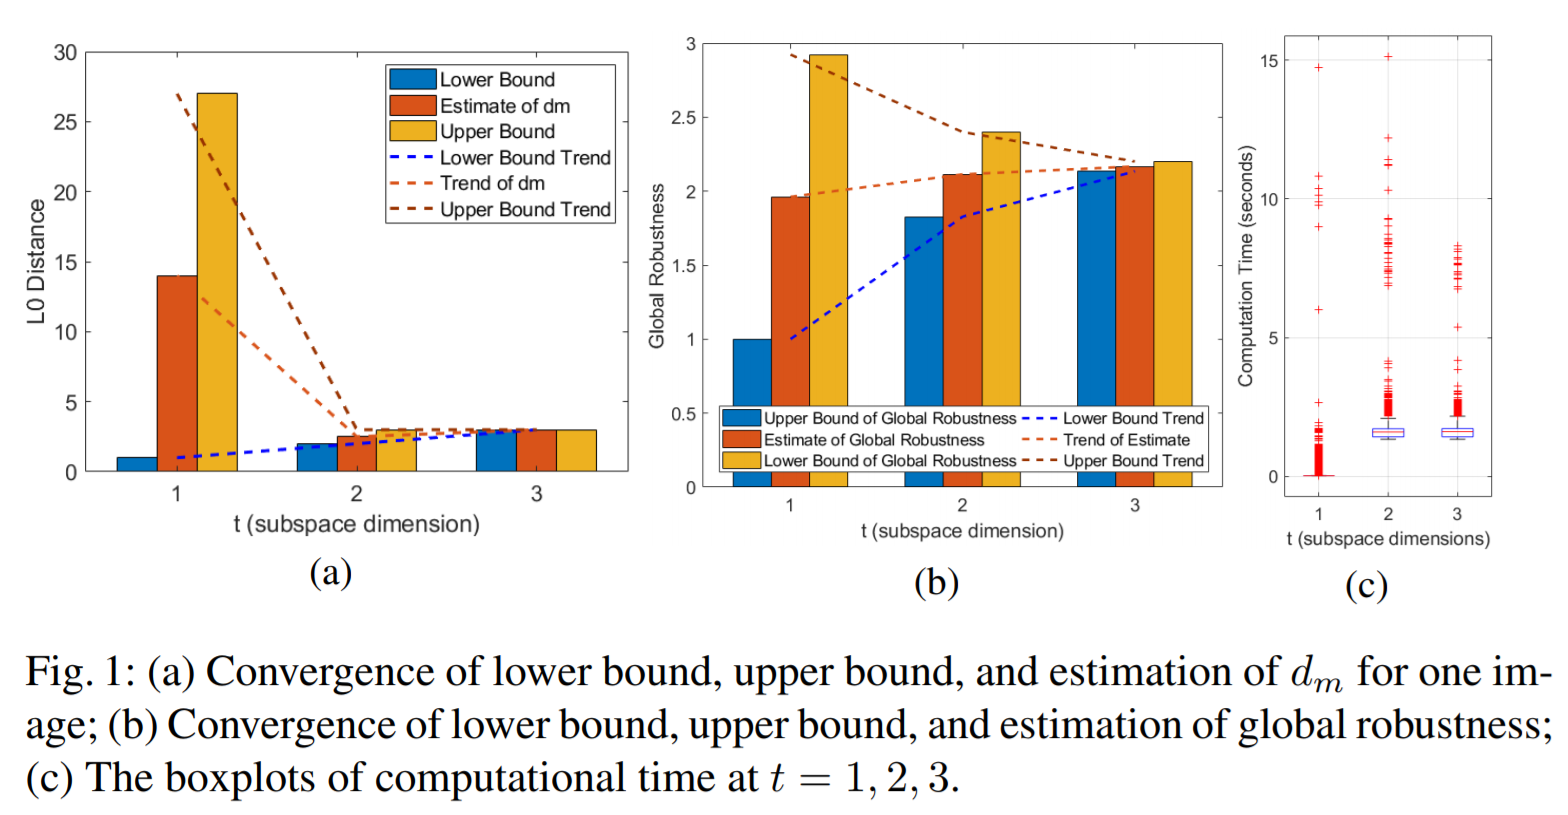 30
25
20
15
10
5
0
L0 Distance
Lower Bound
Estimate of dm
Upper Bound
Lower Bound Trend
Trend of dm
Upper Bound Trend
1 2 3
t (subspace dimension)
(a)
3
2.5
2
1.5
1
0.5
0
Global Robustness
Upper Bound of Global Robustness
Estimate of Global Robustness
Lower Bound of Global Robustness
Lower Bound Trend
Trend of Estimate
Upper Bound Trend
1 2 3
t (subspace dimension)
(b)
15
10
5
0
Computation Time (seconds)
1 2 3
t (subspace dimensions)
(c)
Fig. 1: (a) Convergence of lower bound, upper bound, and estimation of d_m for one im-
age; (b) Convergence of lower bound, upper bound, and estimation of global robustness;
(c) The boxplots of computational time at t = 1, 2, 3.